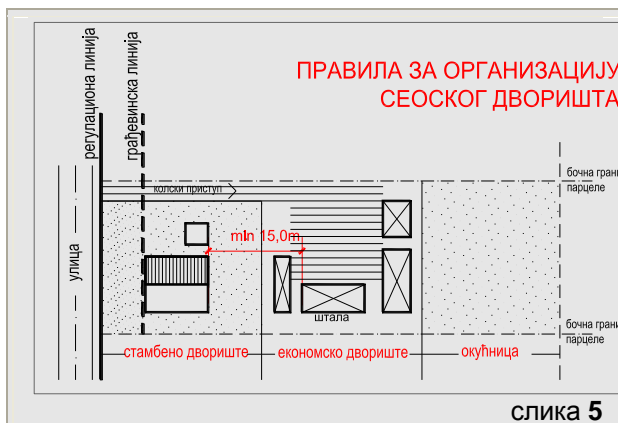 ПРАВИЛА ЗА ОРГАНИЗАЦИЈУ
СЕОСКОГ ДВОРИШТА
регулациона линија
грађевинска линија
улица
колски приступ
min 15,0m
штала
бочна грани
парцеле
бочна грани
парцеле
стамбено двориште
економско двориште
окућница
слика 5